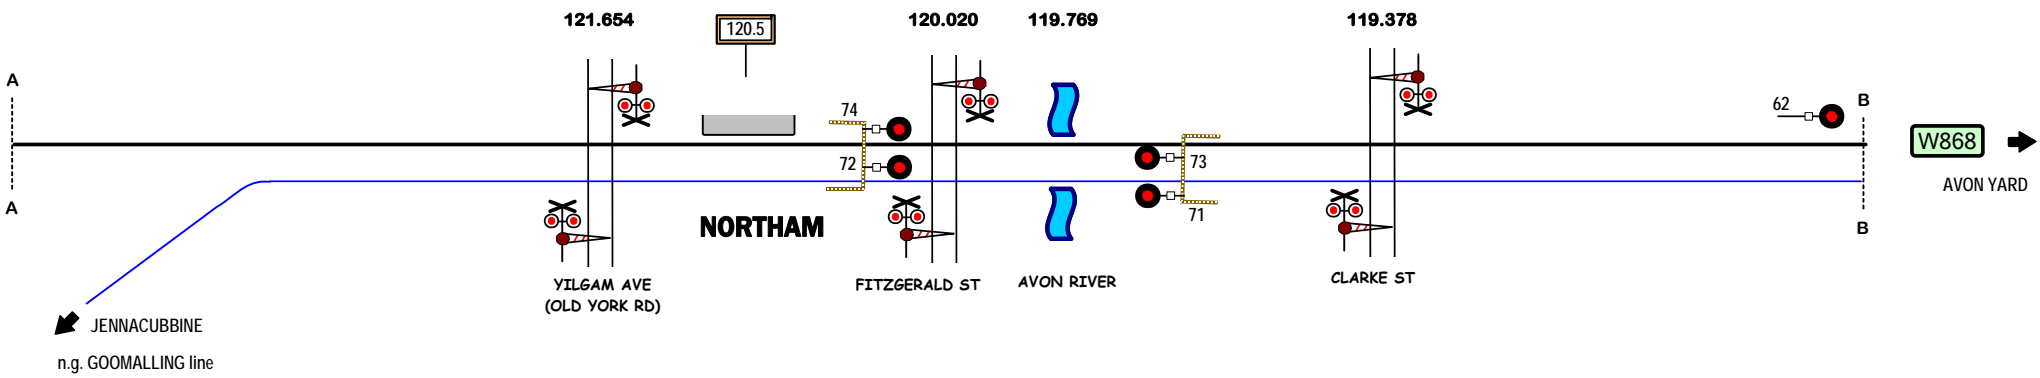 121.654
120.5
120.020
119.769
119.378
A
B
74
62
W868
72
73
AVON YARD
A
71
B
NORTHAM
YILGAM AVE
(OLD YORK RD)
FITZGERALD ST
AVON RIVER
CLARKE ST
JENNACUBBINE
n.g. GOOMALLING line